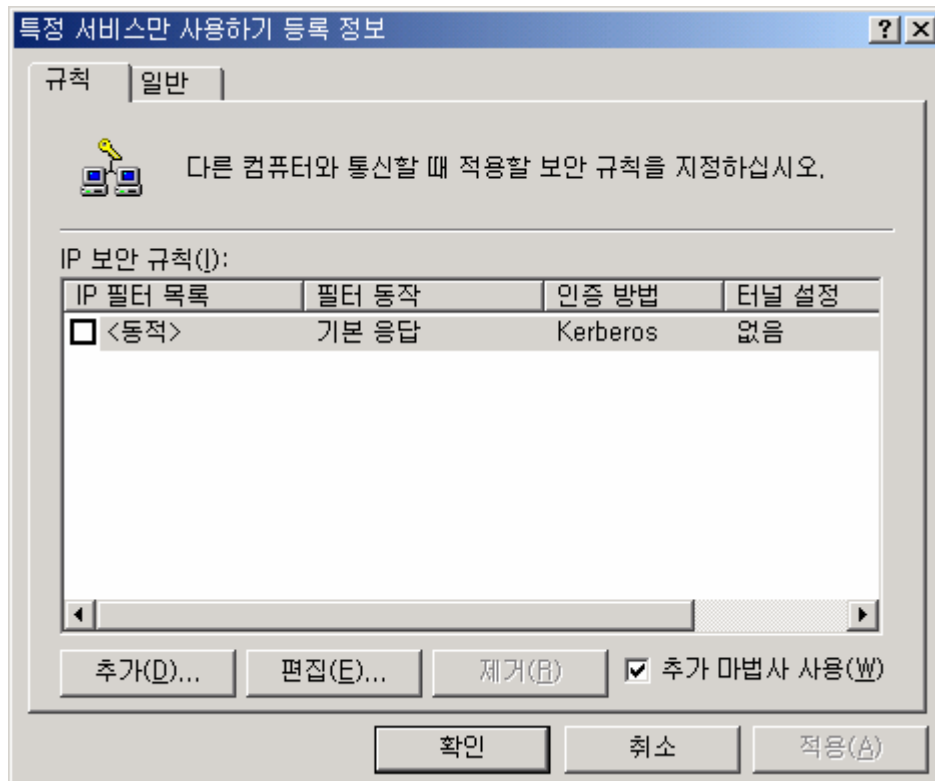 특정 서비스만 사용하기 등록 정보
규칙 일반
다른 컴퓨터와 통신할 때 적용할 보안 규칙을 지정하십시오.
IP 보안 규칙(I):
IP 필터 목록 필터 동작 인증 방법 터널 설정
<동적> 기본 응답 Kerberos 없음
추가(D)... 편집(E)... 제거(R) 추가 마법사 사용(W)
확인 취소 적용(A)